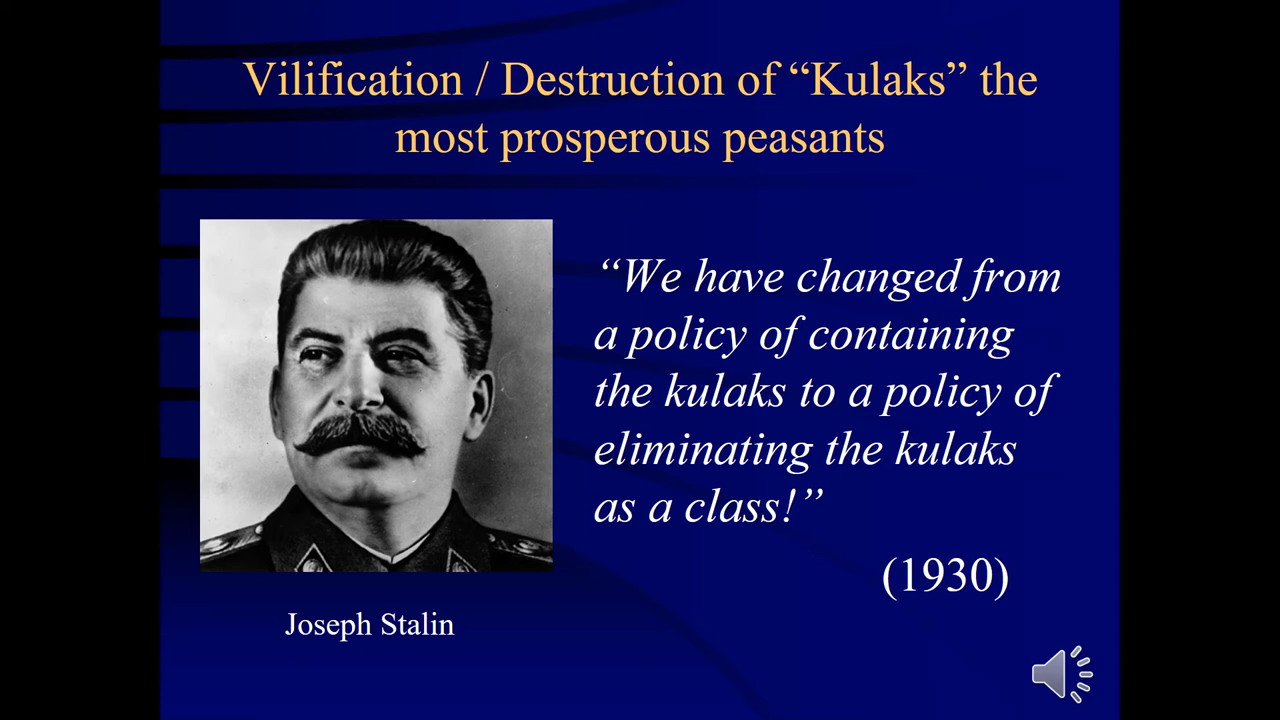 Vilification / Destruction of “Kulaks” the
most prosperous peasants
“We have changed from
a policy of containing
the kulaks to a policy of
eliminating the kulaks
as a class!”
(1930)
Joseph Stalin